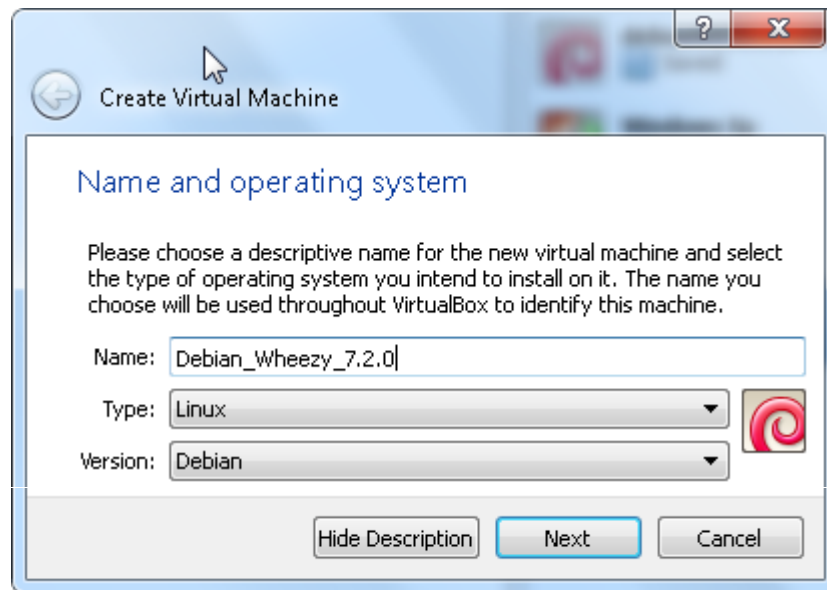 ?
X
Create Virtual Machine
Name and operating system
Please choose a descriptive name for the new virtual machine and select
the type of operating system you intend to install on it. The name you
choose will be used throughout VirtualBox to identify this machine.
Name: Debian_Wheezy_7.2.0
Type: Linux
Version: Debian
Hide Description Next Cancel